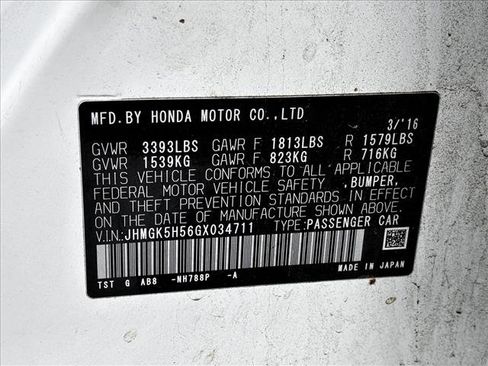 MFD.BY HONDA MOTOR CO.,LTD 3/'16
GVWR 3393LBS GAWR F 1813LBS R 1579LBS
GVWR 1539KG GAWR F 823KG R 716KG
THIS VEHICLE CONFORMS TO ALL APPLICABLE
FEDERAL MOTOR VEHICLE SAFETY ,BUMPER,
AND THEFT PREVENTION STANDARDS IN EFFECT
ON THE DATE OF MANUFACTURE SHOWN ABOVE.
V.I.N.:JHMGK5H56GX034711 TYPE:PASSENGER CAR
TST G AB8 -NH788P -A MADE IN JAPAN